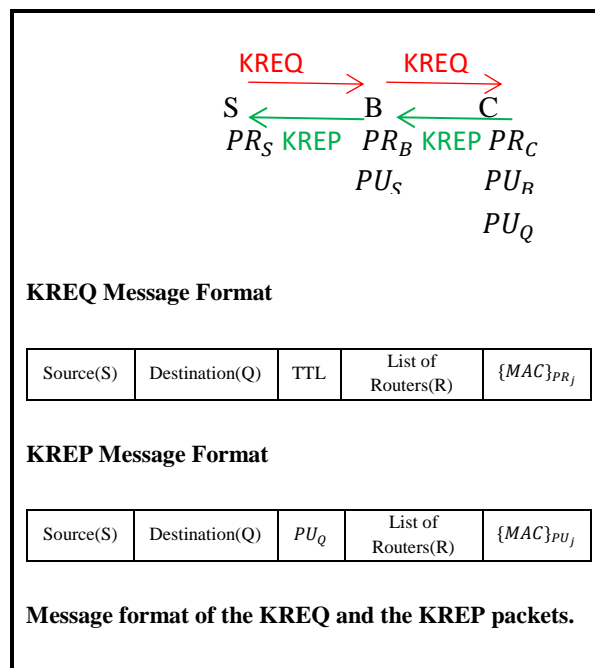 KREQ KREQ
S B C
PR_S KREP PR_B KREP PR_C
PU_S PU_B
PU_Q
KREQ Message Format
Source(S) Destination(Q) TTL List of Routers(R) {MAC}_{PR_j}
KREP Message Format
Source(S) Destination(Q) PU_Q List of Routers(R) {MAC}_{PU_j}
Message format of the KREQ and the KREP packets.